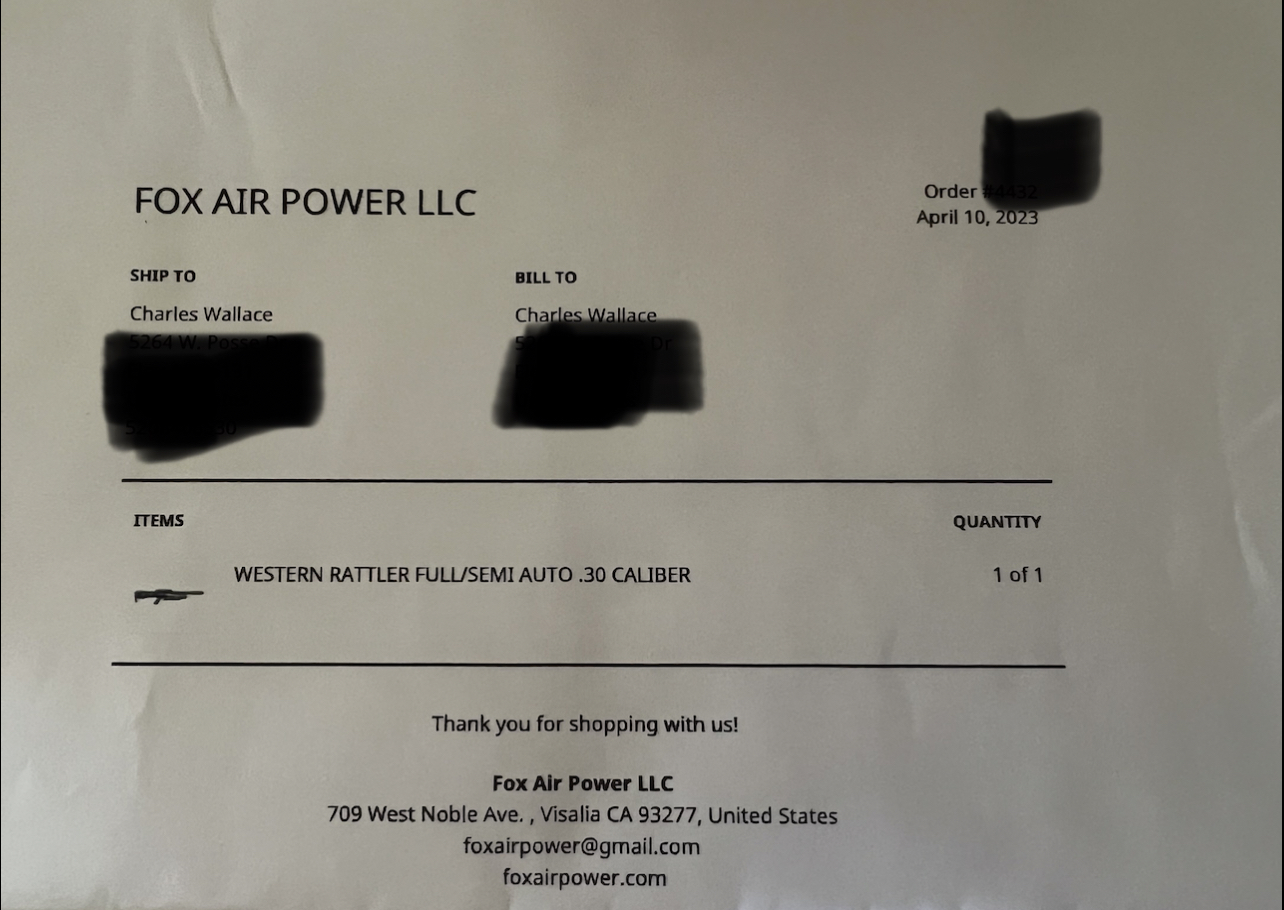 FOX AIR POWER LLC
Order
April 10, 2023
SHIP TO
BILL TO
Charles Wallace
Charles Wallace
ITEMS
QUANTITY
WESTERN RATTLER FULL/SEMI AUTO .30 CALIBER
1 of 1
Thank you for shopping with us!
Fox Air Power LLC
709 West Noble Ave. , Visalia CA 93277, United States
foxairpower@gmail.com
foxairpower.com